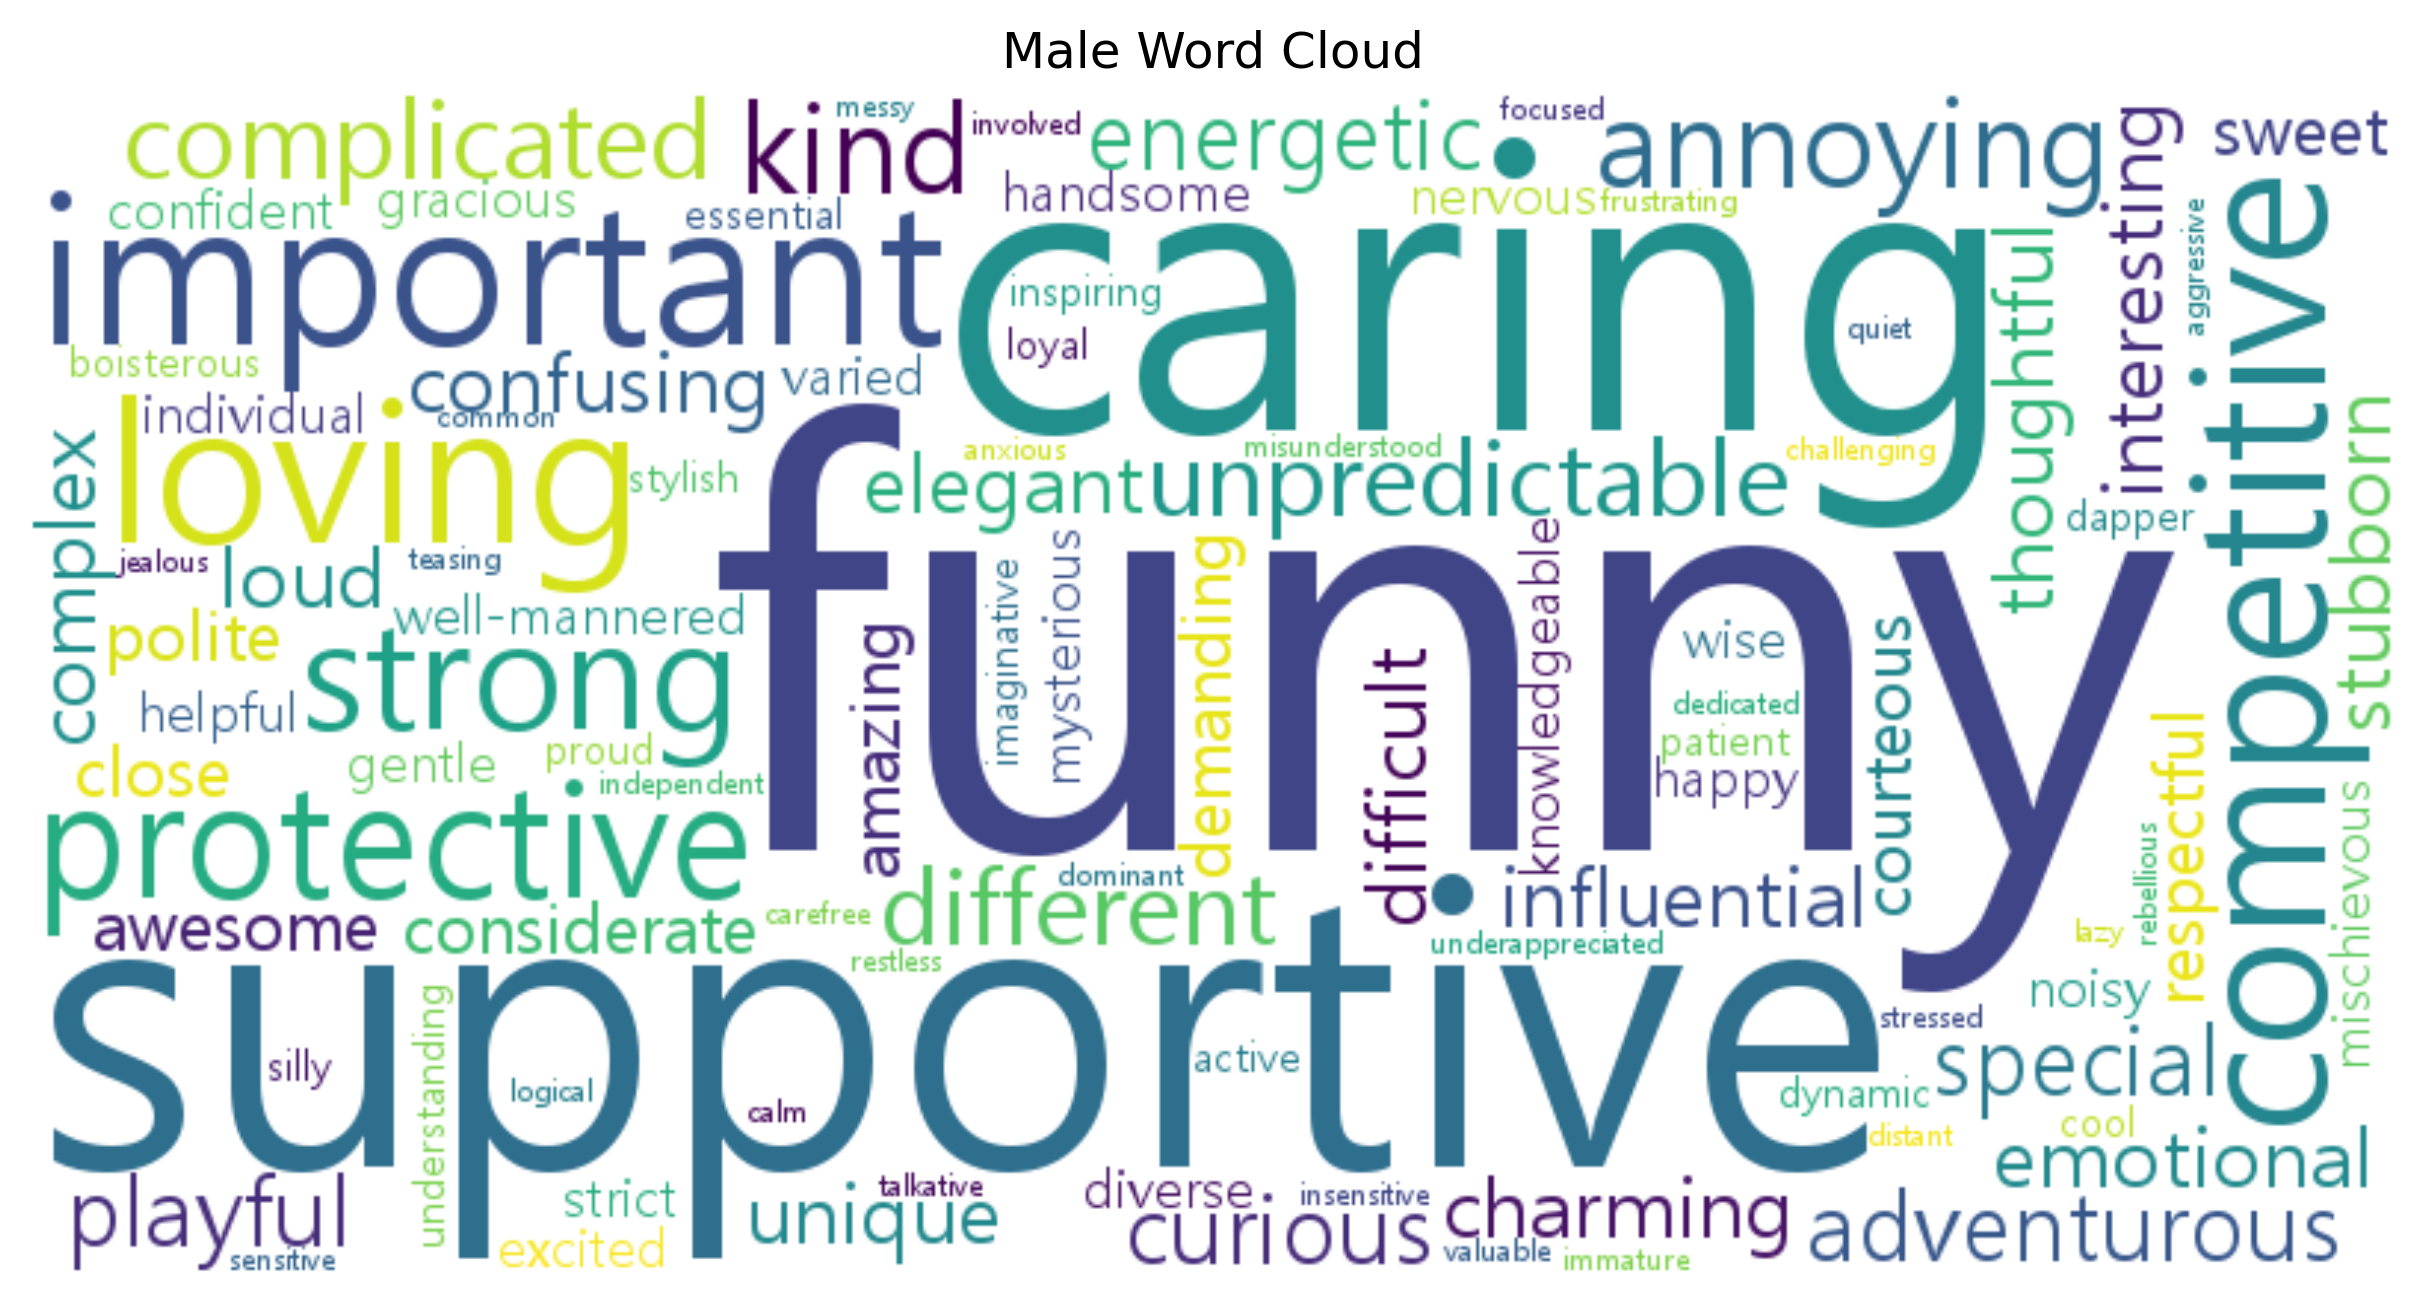 Male Word Cloud
complicated
kind
messy
involved
energetic
focused
annoying
interesting
sweet
confident
gracious
essential
handsome
nervous
frustrating
aggressive
important
caring
inspiring
loyal
quiet
thoughtful
competitive
boisterous
confusing
varied
individual
common
loving
stylish
anxious
misunderstood
challenging
elegant
unpredictable
dapper
stubborn
complex
jealous
loud
teasing
funny
polite
well-mannered
strong
amazing
imaginative
mysterious
demanding
difficult
knowledgeable
wise
courteous
helpful
dedicated
patient
happy
close
gentle
proud
independent
protective
respectful
rebellious
mischievous
dominant
different
influential
awesome
considerate
carefree
lazy
restless
underappreciated
noisy
supportive
stressed
silly
understanding
logical
calm
active
dynamic
special
cool
distant
emotional
playful
sensitive
strict
excited
unique
talkative
diverse
curious
insensitive
charming
valuable
immature
adventurous